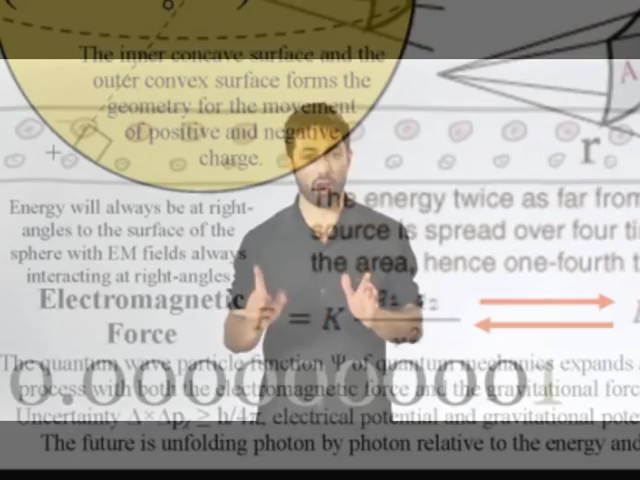 The inner concave surface and the
outer convex surface forms the
geometry for the movement
of positive and negative
charge.
r
The energy twice as far from
source is spread over four ti
the area, hence one-fourth t
Energy will always be at right-
angles to the surface of the
sphere with EM fields always
interacting at right-angles
Electromagnetic
Force
F = K
The quantum wave particle function Ψ of quantum mechanics expands
process with both the electromagnetic force and the gravitational forc
0.0000000001
Uncertainty Δ×Δpₓ ≥ h/4π, electrical potential and gravitational pote
The future is unfolding photon by photon relative to the energy and